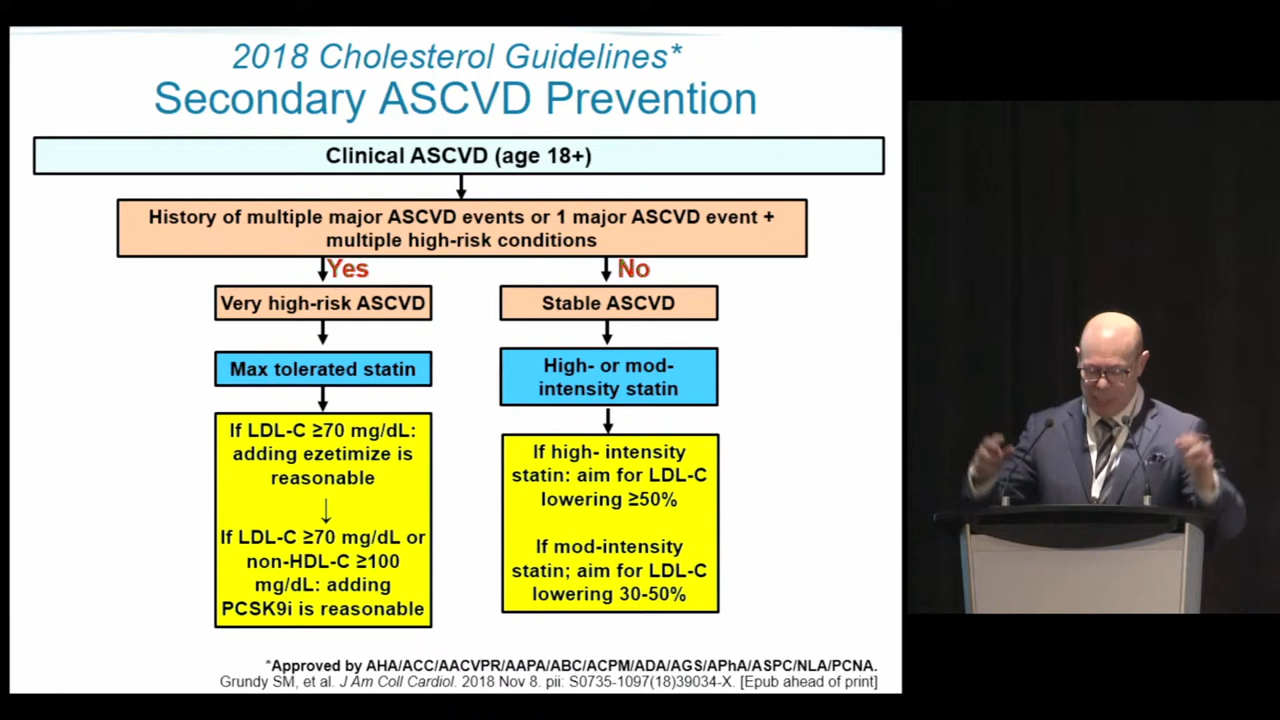 2018 Cholesterol Guidelines*
Secondary ASCVD Prevention
Clinical ASCVD (age 18+)
History of multiple major ASCVD events or 1 major ASCVD event +
multiple high-risk conditions
Yes
No
Very high-risk ASCVD
Stable ASCVD
Max tolerated statin
High- or mod-
intensity statin
If LDL-C ≥70 mg/dL:
adding ezetimize is
reasonable
↓
If LDL-C ≥70 mg/dL or
non-HDL-C ≥100
mg/dL: adding
PCSK9i is reasonable
If high- intensity
statin: aim for LDL-C
lowering ≥50%
If mod-intensity
statin; aim for LDL-C
lowering 30-50%
*Approved by AHA/ACC/AACVPR/AAPA/ABC/ACPM/ADA/AGS/APhA/ASPC/NLA/PCNA.
Grundy SM, et al. J Am Coll Cardiol. 2018 Nov 8. pii: S0735-1097(18)39034-X. [Epub ahead of print]